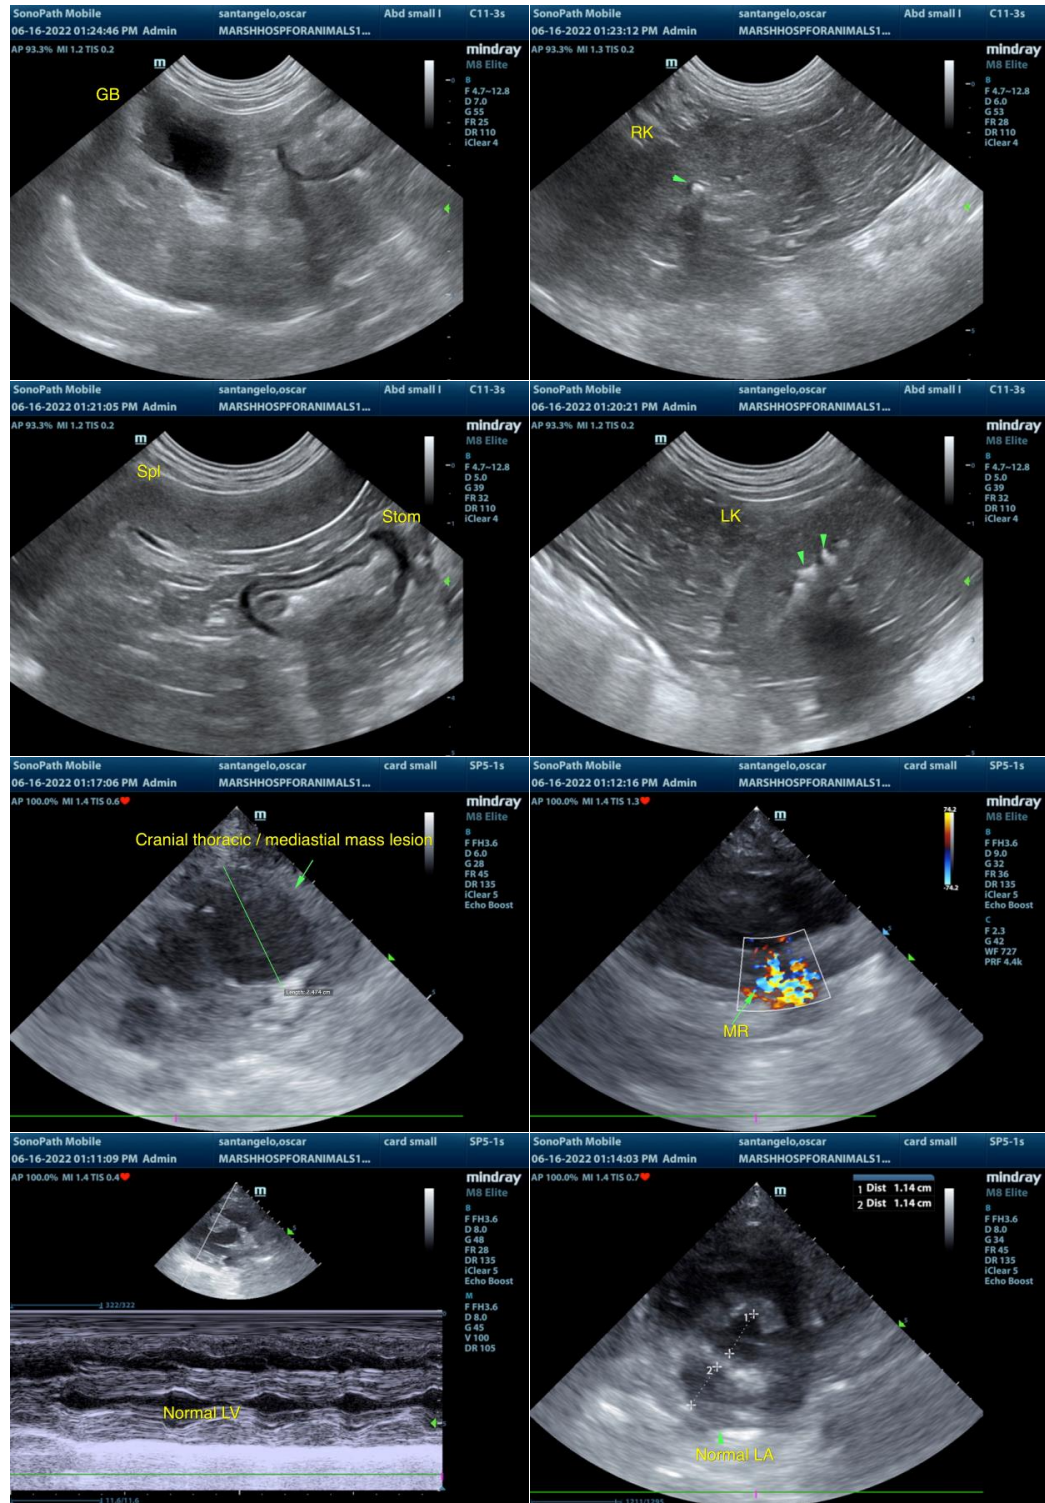 SonoPath Mobile santangelo,oscar Abd small I C11-3s
06-16-2022 01:24:46 PM Admin MARSHHOSPFORANIMALS1...
AP 93.3% MI 1.2 TIS 0.2
mindray
M8 Elite
m
GB
B
F 4.7~12.8
D 7.0
G 55
FR 25
DR 110
iClear 4
SonoPath Mobile santangelo,oscar Abd small I C11-3s
06-16-2022 01:23:12 PM Admin MARSHHOSPFORANIMALS1...
AP 93.3% MI 1.3 TIS 0.2
mindray
M8 Elite
m
RK
B
F 4.7~12.8
D 6.0
G 53
FR 28
DR 110
iClear 4
SonoPath Mobile santangelo,oscar Abd small I C11-3s
06-16-2022 01:21:05 PM Admin MARSHHOSPFORANIMALS1...
AP 93.3% MI 1.2 TIS 0.2
mindray
M8 Elite
m
Spl
Stom
B
F 4.7~12.8
D 5.0
G 39
FR 32
DR 110
iClear 4
SonoPath Mobile santangelo,oscar Abd small I C11-3s
06-16-2022 01:20:21 PM Admin MARSHHOSPFORANIMALS1...
AP 93.3% MI 1.2 TIS 0.2
mindray
M8 Elite
m
LK
B
F 4.7~12.8
D 5.0
G 39
FR 32
DR 110
iClear 4
SonoPath Mobile santangelo,oscar card small SP5-1s
06-16-2022 01:17:06 PM Admin MARSHHOSPFORANIMALS1...
AP 100.0% MI 1.4 TIS 0.6
mindray
M8 Elite
m
Cranial thoracic / mediastial mass lesion
B
F FH3.6
D 6.0
G 28
FR 45
DR 135
iClear 5
Echo Boost
Length: 2.474 cm
SonoPath Mobile santangelo,oscar card small SP5-1s
06-16-2022 01:12:16 PM Admin MARSHHOSPFORANIMALS1...
AP 100.0% MI 1.4 TIS 1.3
mindray
M8 Elite
m
74.2
-74.2
B
F FH3.6
D 9.0
G 32
FR 36
DR 135
iClear 5
Echo Boost
C
F 2.3
G 42
WF 727
PRF 4.4k
MR
SonoPath Mobile santangelo,oscar card small SP5-1s
06-16-2022 01:11:09 PM Admin MARSHHOSPFORANIMALS1...
AP 100.0% MI 1.4 TIS 0.4
mindray
M8 Elite
m
B
F FH3.6
D 8.0
G 48
FR 28
DR 135
iClear 5
Echo Boost
M
F FH3.6
D 8.0
G 45
V 100
DR 105
322/322
Normal LV
11.6/11.6
SonoPath Mobile santangelo,oscar card small SP5-1s
06-16-2022 01:14:03 PM Admin MARSHHOSPFORANIMALS1...
AP 100.0% MI 1.4 TIS 0.7
mindray
M8 Elite
m
1 Dist 1.14 cm
2 Dist 1.14 cm
B
F FH3.6
D 8.0
G 34
FR 45
DR 135
iClear 5
Echo Boost
1
2
Normal LA